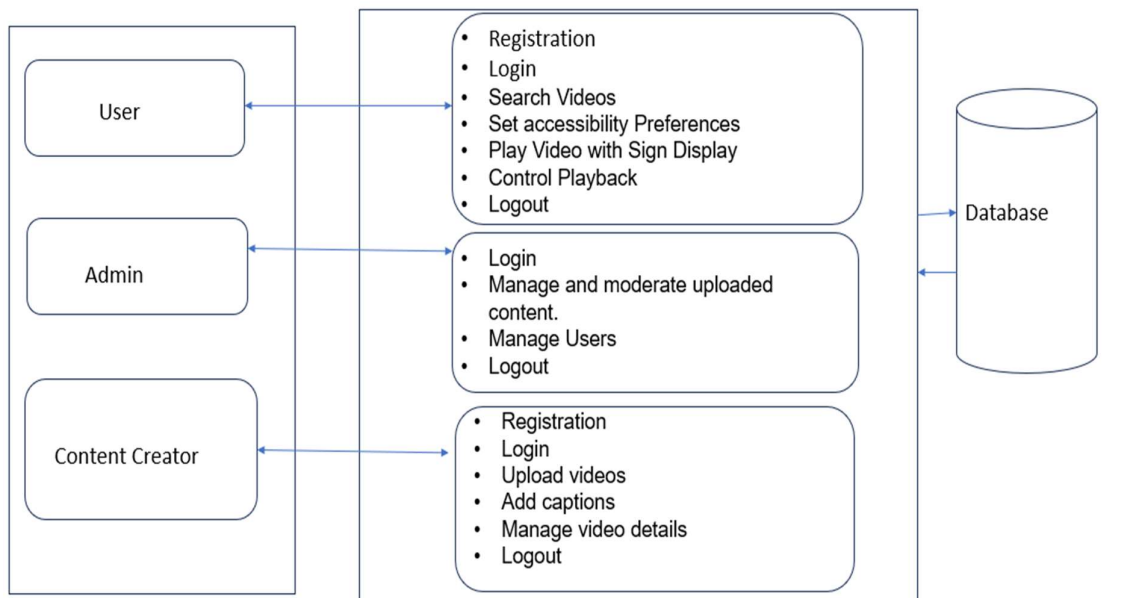 User
Admin
Content Creator
• Registration
• Login
• Search Videos
• Set accessibility Preferences
• Play Video with Sign Display
• Control Playback
• Logout
• Login
• Manage and moderate uploaded
content.
• Manage Users
• Logout
• Registration
• Login
• Upload videos
• Add captions
• Manage video details
• Logout
Database